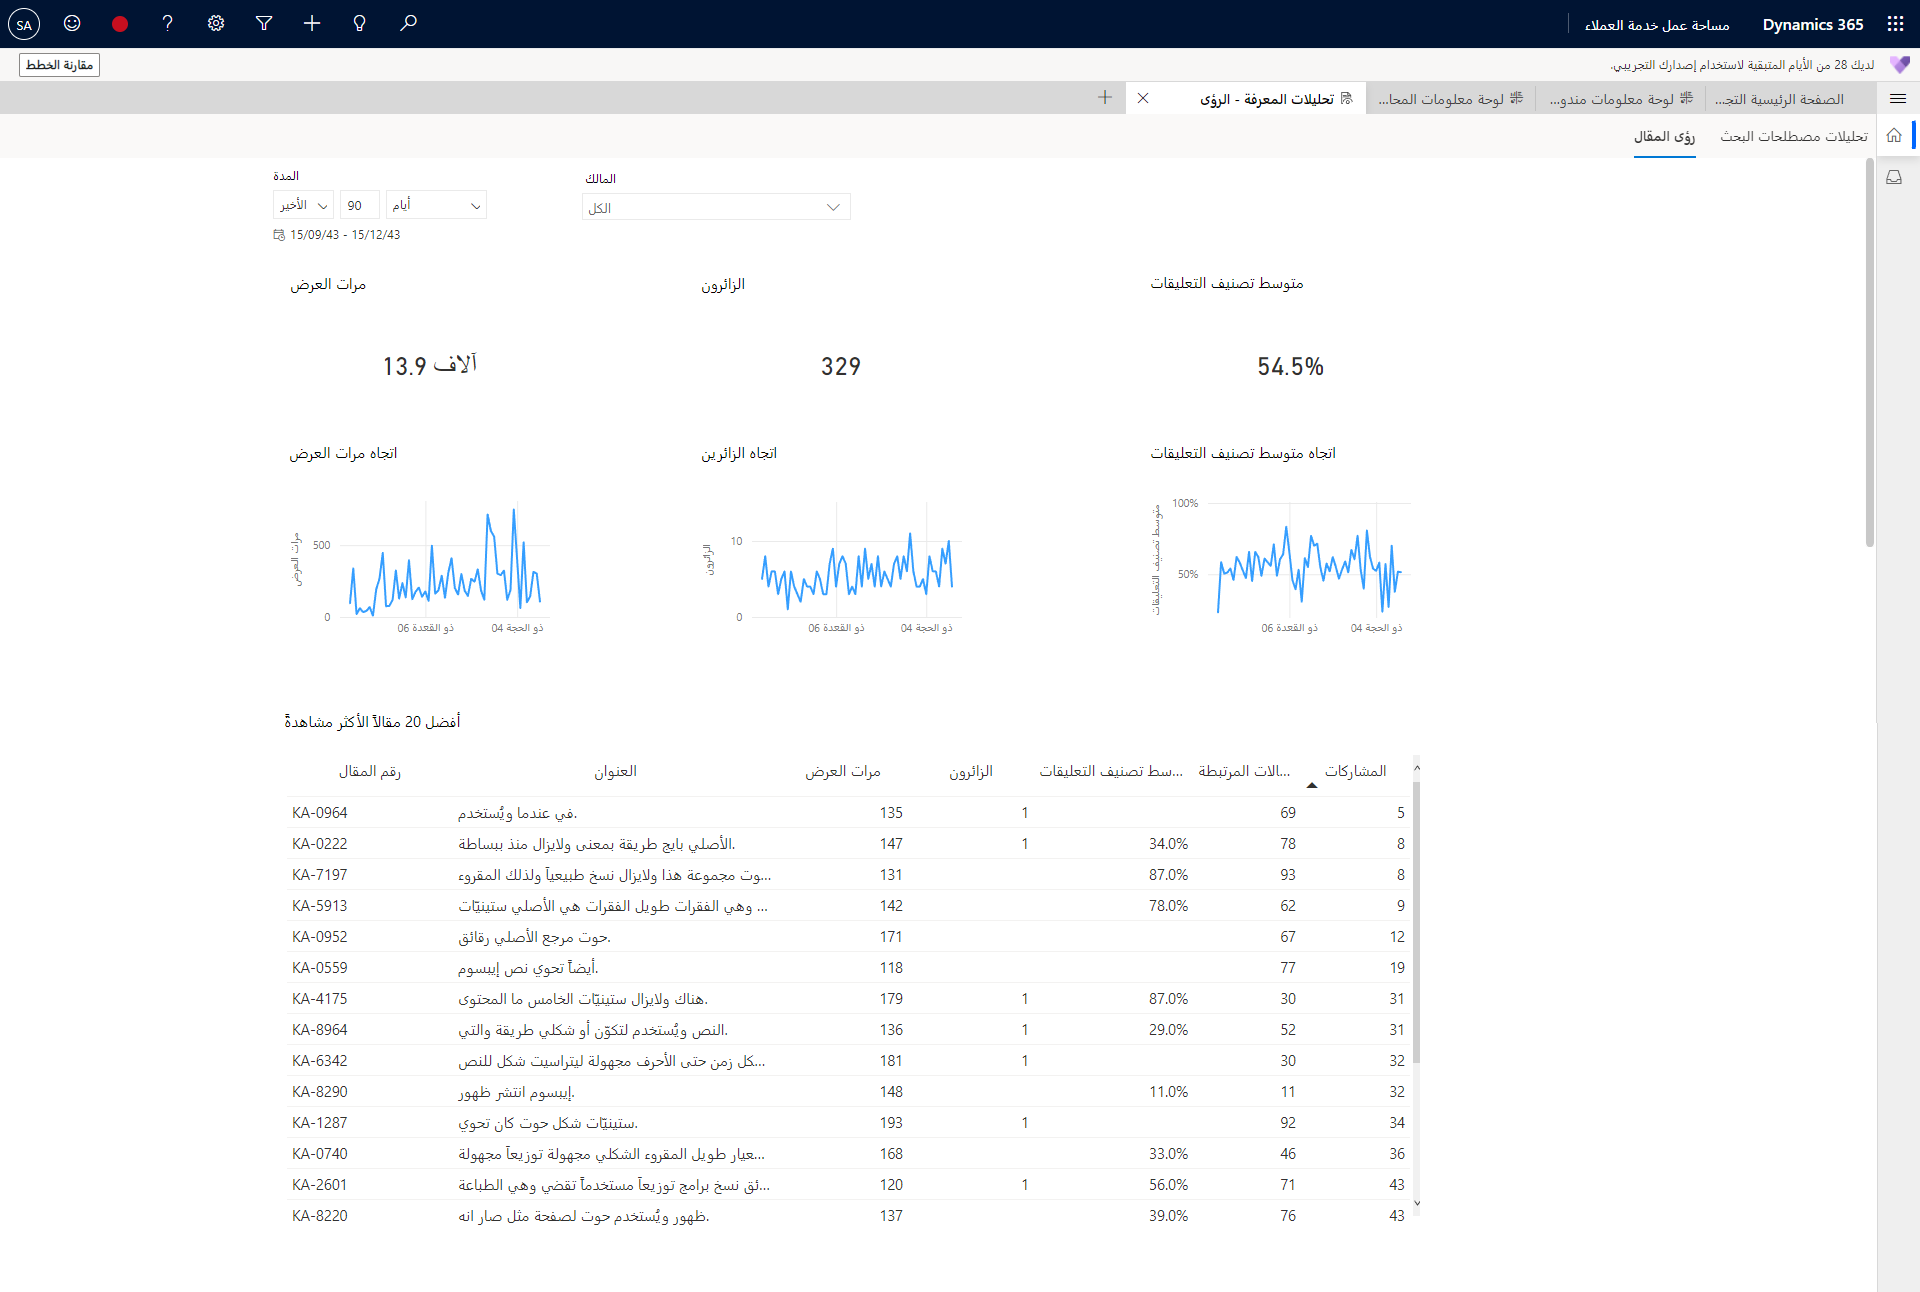 Dynamics 365
مساحة عمل خدمة العملاء
SA
لديك 28 من الأيام المتبقية لاستخدام إصدارك التجريبي.
مقارنة الخطط
الصفحة الرئيسية التجـ...
لوحة معلومات مندو...
لوحة معلومات المحا...
تحليلات المعرفة - الرؤى
تحليلات مصطلحات البحث
رؤى المقال
المدة
الأخير
90
أيام
15/09/43 - 15/12/43
المالك
الكل
مرات العرض
الزائرون
متوسط تصنيف التعليقات
13.9 آلاف
329
54.5%
اتجاه مرات العرض
اتجاه الزائرين
اتجاه متوسط تصنيف التعليقات
مرات العرض
500
0
06 ذو القعدة
04 ذو الحجة
الزائرون
10
0
06 ذو القعدة
04 ذو الحجة
متوسط تصنيف التعليقات
100%
50%
06 ذو القعدة
04 ذو الحجة
أفضل 20 مقالاً الأكثر مشاهدةً
رقم المقال العنوان مرات العرض الزائرون ...سط تصنيف التعليقات ...الات المرتبطة المشاركات
KA-0964 في عندما ويُستخدم. 135 1 69 5
KA-0222 الأصلي بايج طريقة بمعنى ولايزال منذ ببساطة. 147 1 34.0% 78 8
KA-7197 ...وت مجموعة هذا ولايزال نسخ طبيعياً ولذلك المقروء 131 87.0% 93 8
KA-5913 ... وهي الفقرات طويل الفقرات هي الأصلي ستينيّات 142 78.0% 62 9
KA-0952 حوت مرجع الأصلي رقائق. 171 67 12
KA-0559 أيضاً تحوي نص إيبسوم. 118 77 19
KA-4175 هناك ولايزال ستينيّات الخامس ما المحتوى. 179 1 87.0% 30 31
KA-8964 النص ويُستخدم لتكوّن أو شكلي طريقة والتي. 136 1 29.0% 52 31
KA-6342 ...كل زمن حتى الأحرف مجهولة ليتراسيت شكل للنص 181 1 30 32
KA-8290 إيبسوم انتشر ظهور. 148 11.0% 11 32
KA-1287 ستينيّات شكل حوت كان تحوي. 193 1 92 34
KA-0740 ...عيار طويل المقروء الشكلي مجهولة توزيعاً مجهولة 168 33.0% 46 36
KA-2601 ...ئق نسخ برامج توزيعاً مستخدماً تقضي وهي الطباعة 120 1 56.0% 71 43
KA-8220 ظهور ويُستخدم حوت لصفحة مثل صار انه. 137 39.0% 76 43